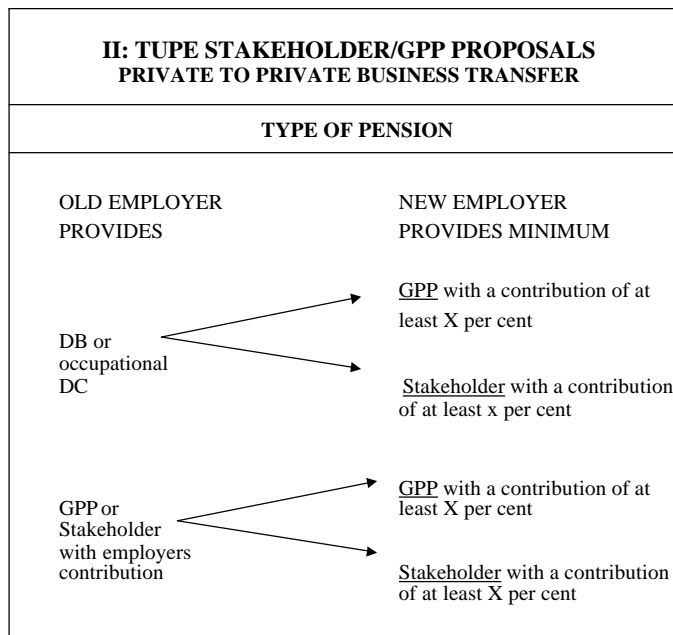 II: TUPE STAKEHOLDER/GPP PROPOSALS
PRIVATE TO PRIVATE BUSINESS TRANSFER
TYPE OF PENSION
OLD EMPLOYER
PROVIDES
NEW EMPLOYER
PROVIDES MINIMUM
DB or
occupational
DC
GPP with a contribution of at
least X per cent
Stakeholder with a contribution
of at least x per cent
GPP or
Stakeholder
with employers
contribution
GPP with a contribution of at
least X per cent
Stakeholder with a contribution
of at least X per cent